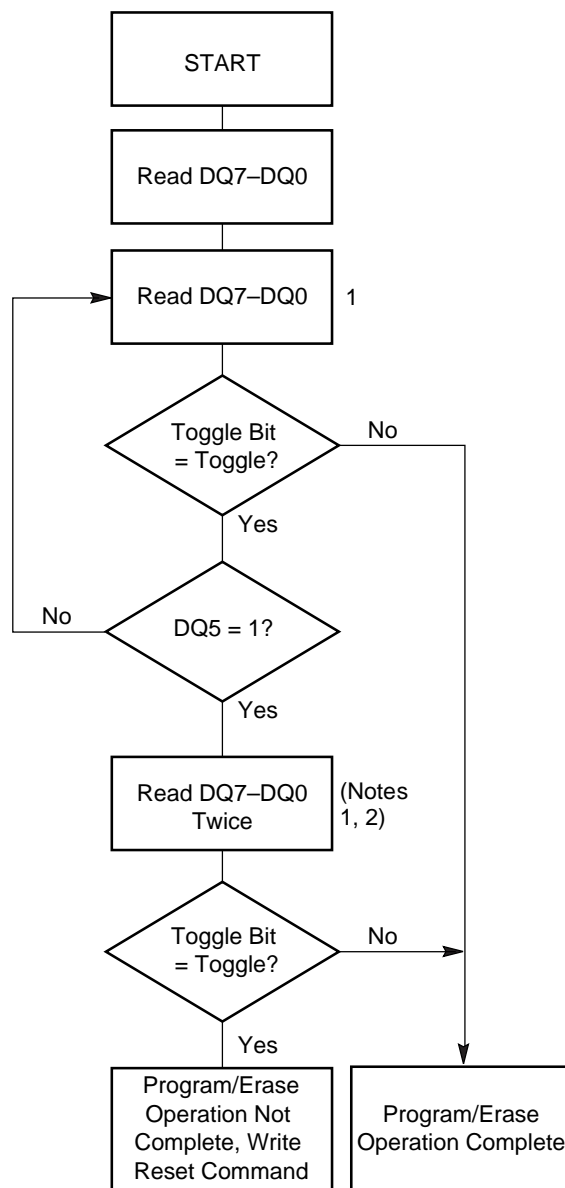 START
Read DQ7–DQ0
Read DQ7–DQ0
1
Toggle Bit
= Toggle?
No
Yes
No
DQ5 = 1?
Yes
Read DQ7–DQ0
Twice
(Notes
1, 2)
Toggle Bit
= Toggle?
No
Yes
Program/Erase
Operation Not
Complete, Write
Reset Command
Program/Erase
Operation Complete